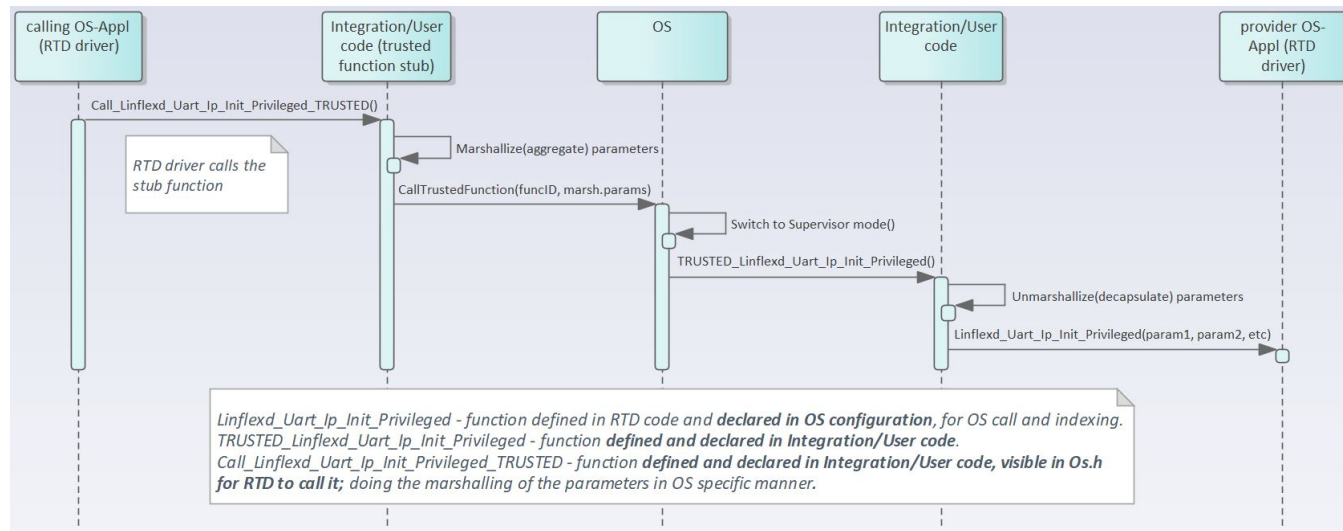 calling OS-Appl
(RTD driver)
Integration/User
code (trusted
function stub)
OS
Integration/User
code
provider OS-
Appl (RTD
driver)
Call_Linflexd_Uart_Ip_Init_Privileged_TRUSTED()
RTD driver calls the
stub function
Marshallize(aggregate) parameters
CallTrustedFunction(funcID, marsh.params)
Switch to Supervisor mode()
TRUSTED_Linflexd_Uart_Ip_Init_Privileged()
Unmarshallize(decapsulate) parameters
Linflexd_Uart_Ip_Init_Privileged(param1, param2, etc)
Linflexd_Uart_Ip_Init_Privileged - function defined in RTD code and declared in OS configuration, for OS call and indexing.
TRUSTED_Linflexd_Uart_Ip_Init_Privileged - function defined and declared in Integration/User code.
Call_Linflexd_Uart_Ip_Init_Privileged_TRUSTED - function defined and declared in Integration/User code, visible in Os.h
for RTD to call it; doing the marshalling of the parameters in OS specific manner.